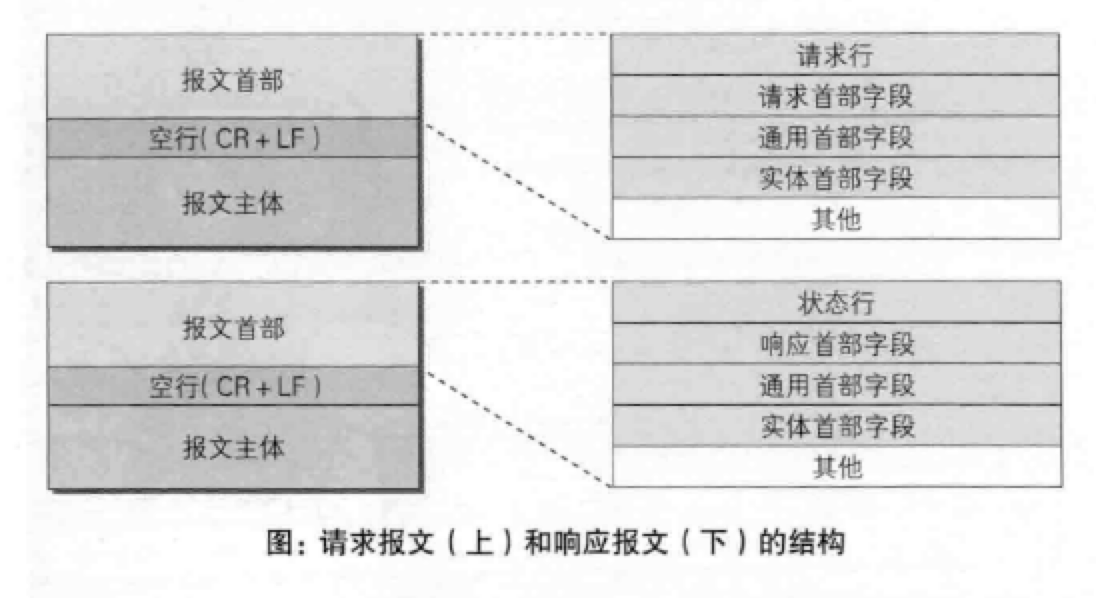 报文首部
空行(CR+LF)
报文主体
请求行
请求首部字段
通用首部字段
实体首部字段
其他
报文首部
空行(CR+LF)
报文主体
状态行
响应首部字段
通用首部字段
实体首部字段
其他
图:请求报文(上)和响应报文(下)的结构